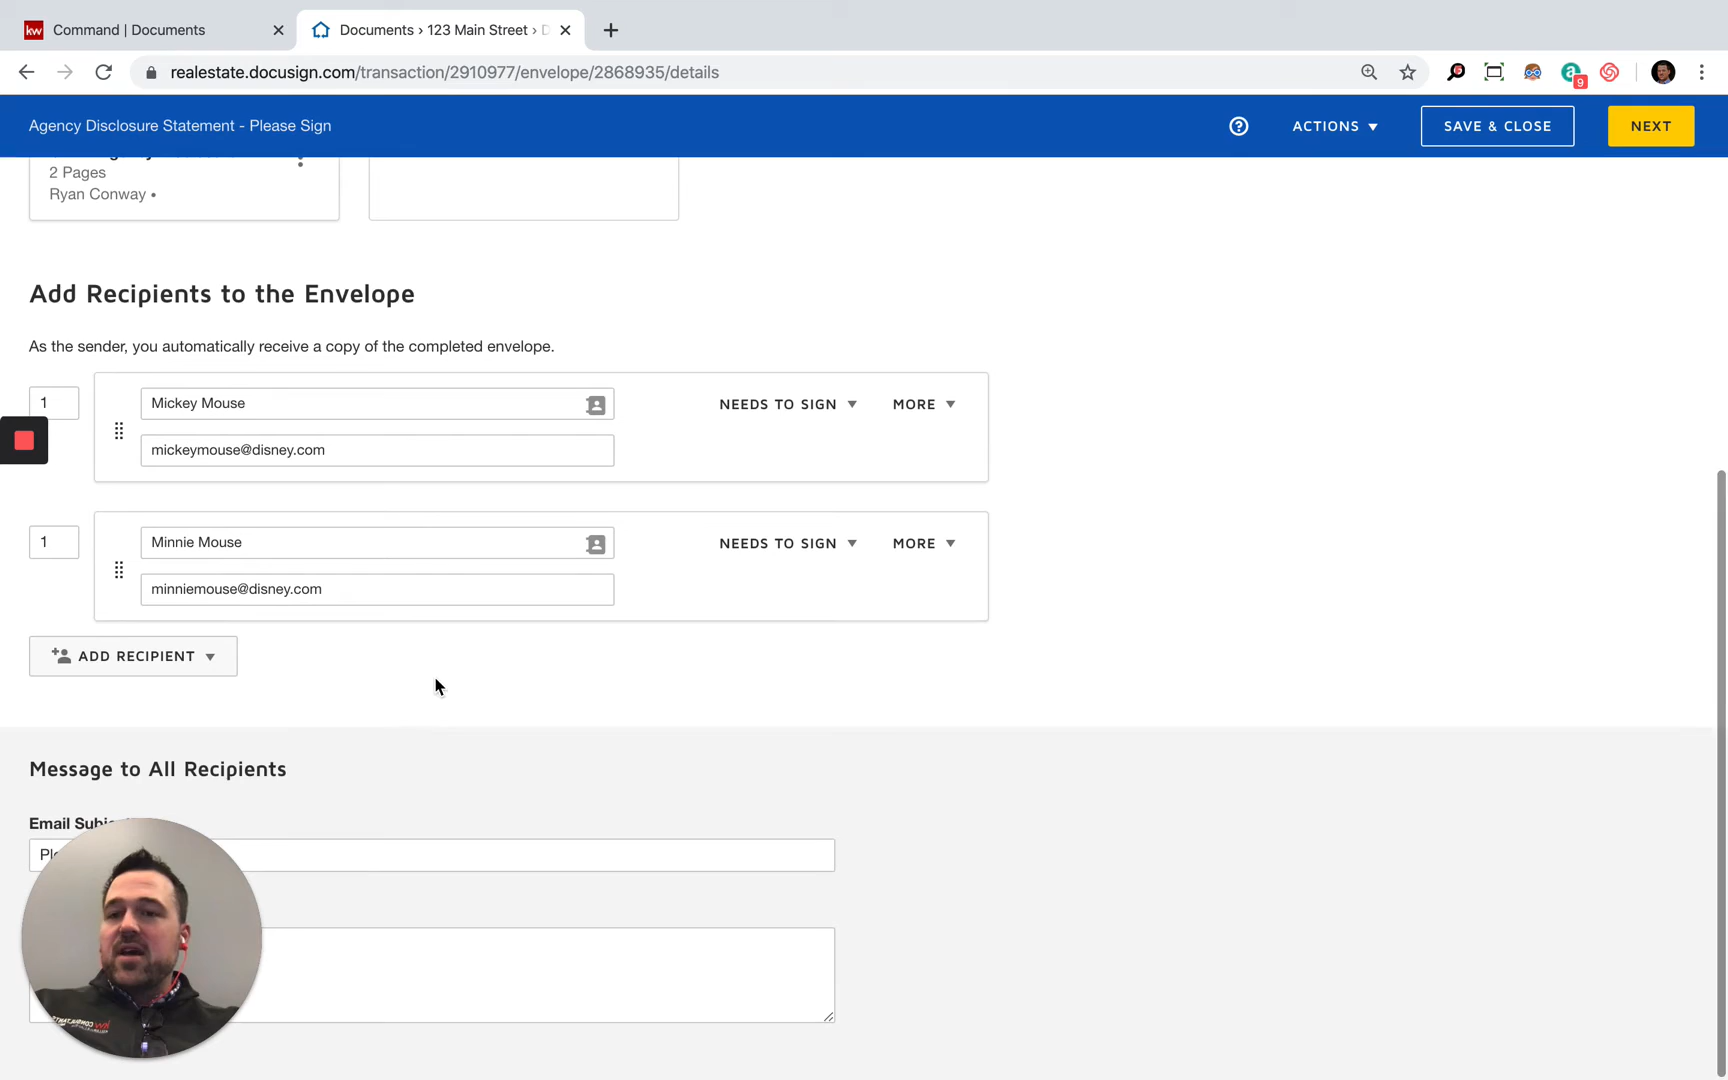 kw Command | Documents
Documents › 123 Main Street ›
realestate.docusign.com/transaction/2910977/envelope/2868935/details
9
Agency Disclosure Statement - Please Sign
ACTIONS
SAVE & CLOSE
NEXT
2 Pages
Ryan Conway •
Add Recipients to the Envelope
As the sender, you automatically receive a copy of the completed envelope.
1
Mickey Mouse
NEEDS TO SIGN
MORE
mickeymouse@disney.com
1
Minnie Mouse
NEEDS TO SIGN
MORE
minniemouse@disney.com
ADD RECIPIENT
Message to All Recipients
Email